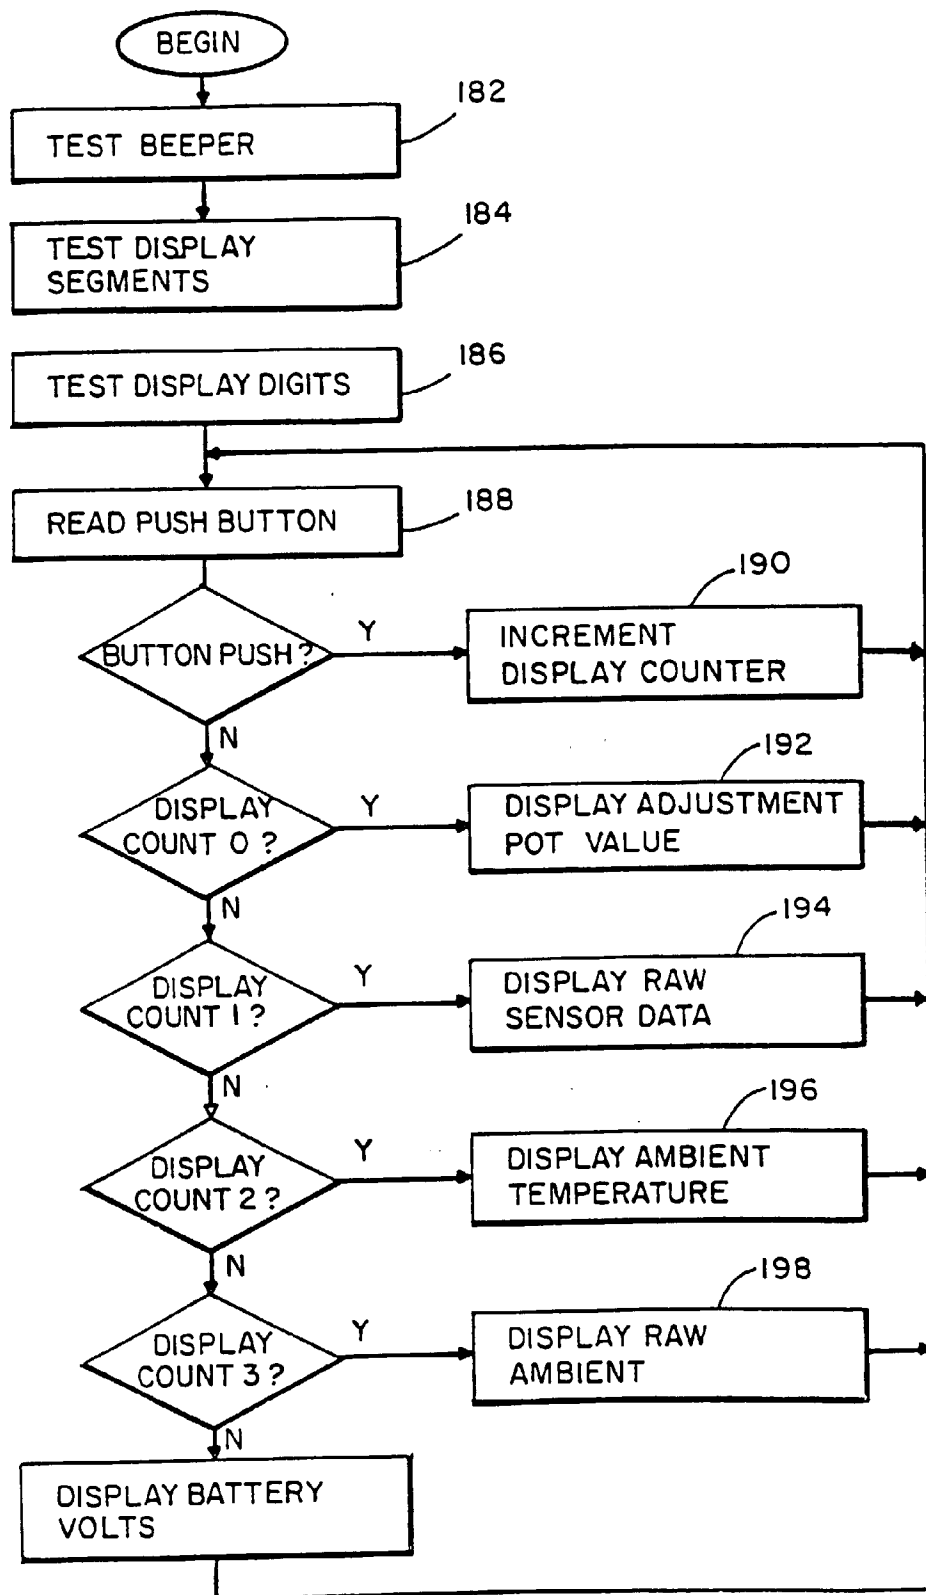 BEGIN
182
TEST BEEPER
184
TEST DISPLAY
SEGMENTS
186
TEST DISPLAY DIGITS
188
READ PUSH BUTTON
190
BUTTON PUSH?
Y
INCREMENT
DISPLAY COUNTER
N
192
DISPLAY
COUNT 0?
Y
DISPLAY ADJUSTMENT
POT VALUE
N
194
DISPLAY
COUNT 1?
Y
DISPLAY RAW
SENSOR DATA
N
196
DISPLAY
COUNT 2?
Y
DISPLAY AMBIENT
TEMPERATURE
N
198
DISPLAY
COUNT 3?
Y
DISPLAY RAW
AMBIENT
N
DISPLAY BATTERY
VOLTS